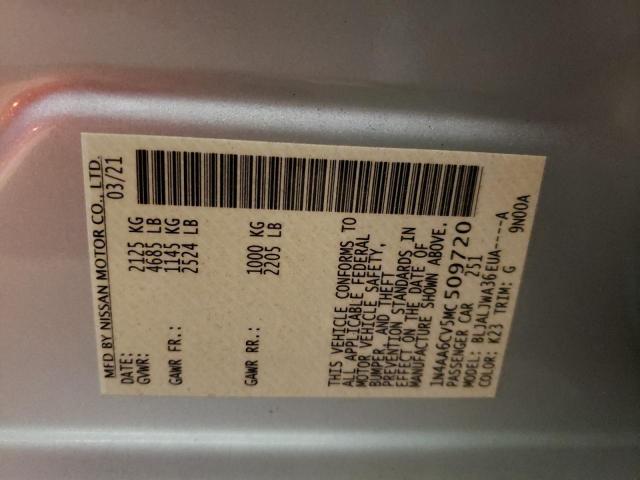 MFD BY NISSAN MOTOR CO., LTD.
DATE: 03/21
GVWR: 2125 KG
4685 LB
GAWR FR.: 1145 KG
2524 LB
GAWR RR.: 1000 KG
2205 LB
THIS VEHICLE CONFORMS TO
ALL APPLICABLE FEDERAL
MOTOR VEHICLE SAFETY,
BUMPER, AND THEFT
PREVENTION STANDARDS IN
EFFECT ON THE DATE OF
MANUFACTURE SHOWN ABOVE.
1N4AA6CV5MC509720
PASSENGER CAR 251
MODEL: BLJALJWA36EUA-----A
COLOR: K23 TRIM: G 9N00A